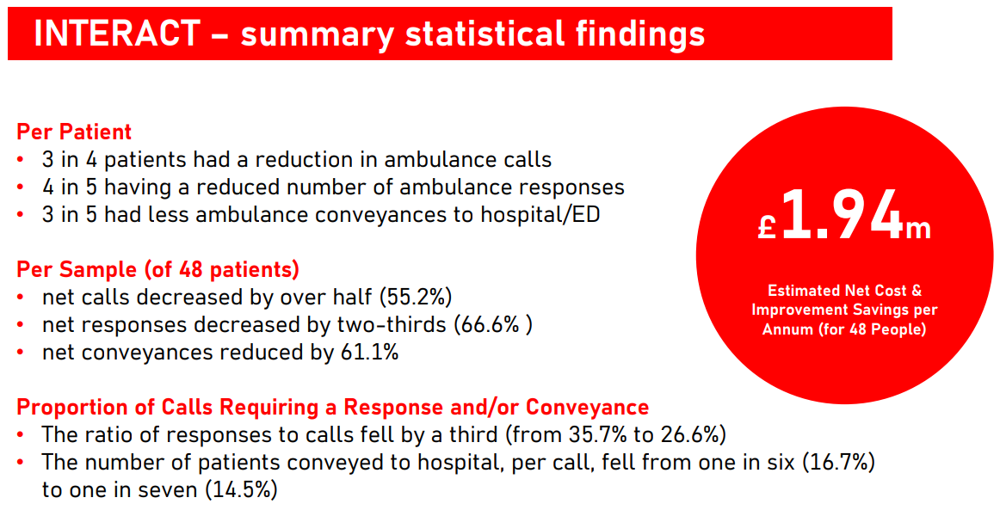 INTERACT – summary statistical findings
Per Patient
• 3 in 4 patients had a reduction in ambulance calls
• 4 in 5 having a reduced number of ambulance responses
• 3 in 5 had less ambulance conveyances to hospital/ED
Per Sample (of 48 patients)
• net calls decreased by over half (55.2%)
• net responses decreased by two-thirds (66.6% )
• net conveyances reduced by 61.1%
Proportion of Calls Requiring a Response and/or Conveyance
• The ratio of responses to calls fell by a third (from 35.7% to 26.6%)
• The number of patients conveyed to hospital, per call, fell from one in six (16.7%)
to one in seven (14.5%)
£1.94m
Estimated Net Cost &
Improvement Savings per
Annum (for 48 People)